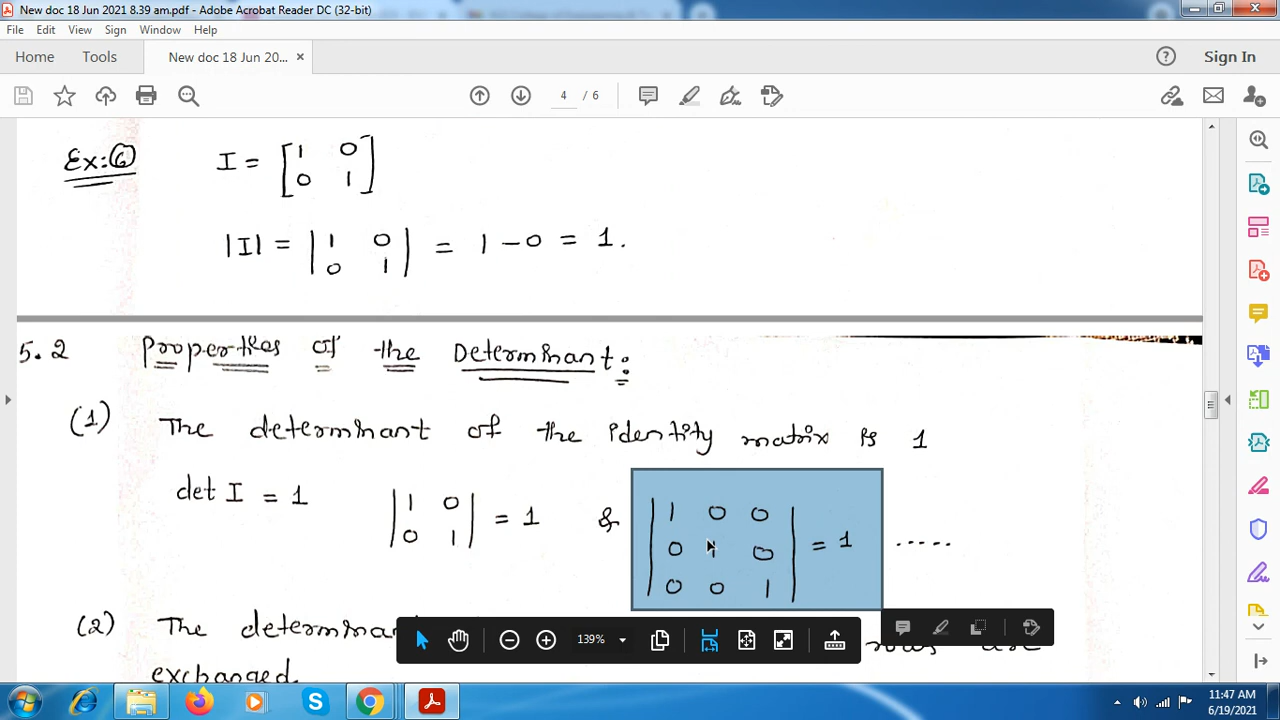 New doc 18 Jun 2021 8.39 am.pdf - Adobe Acrobat Reader DC (32-bit)
File Edit View Sign Window Help
Home Tools New doc 18 Jun 20... × Sign In
4 / 6
Ex:⑥ I = [1 0
0 1]
|I| = |1 0
0 1| = 1 - 0 = 1.
5.2 Properties of the Determinant:
(1) The determinant of the identity matrix is 1
det I = 1 |1 0
0 1| = 1 & |1 0 0
0 1 0
0 0 1| = 1 .....
(2) The determinant rows are
exchanged.
139%
11:47 AM
6/19/2021